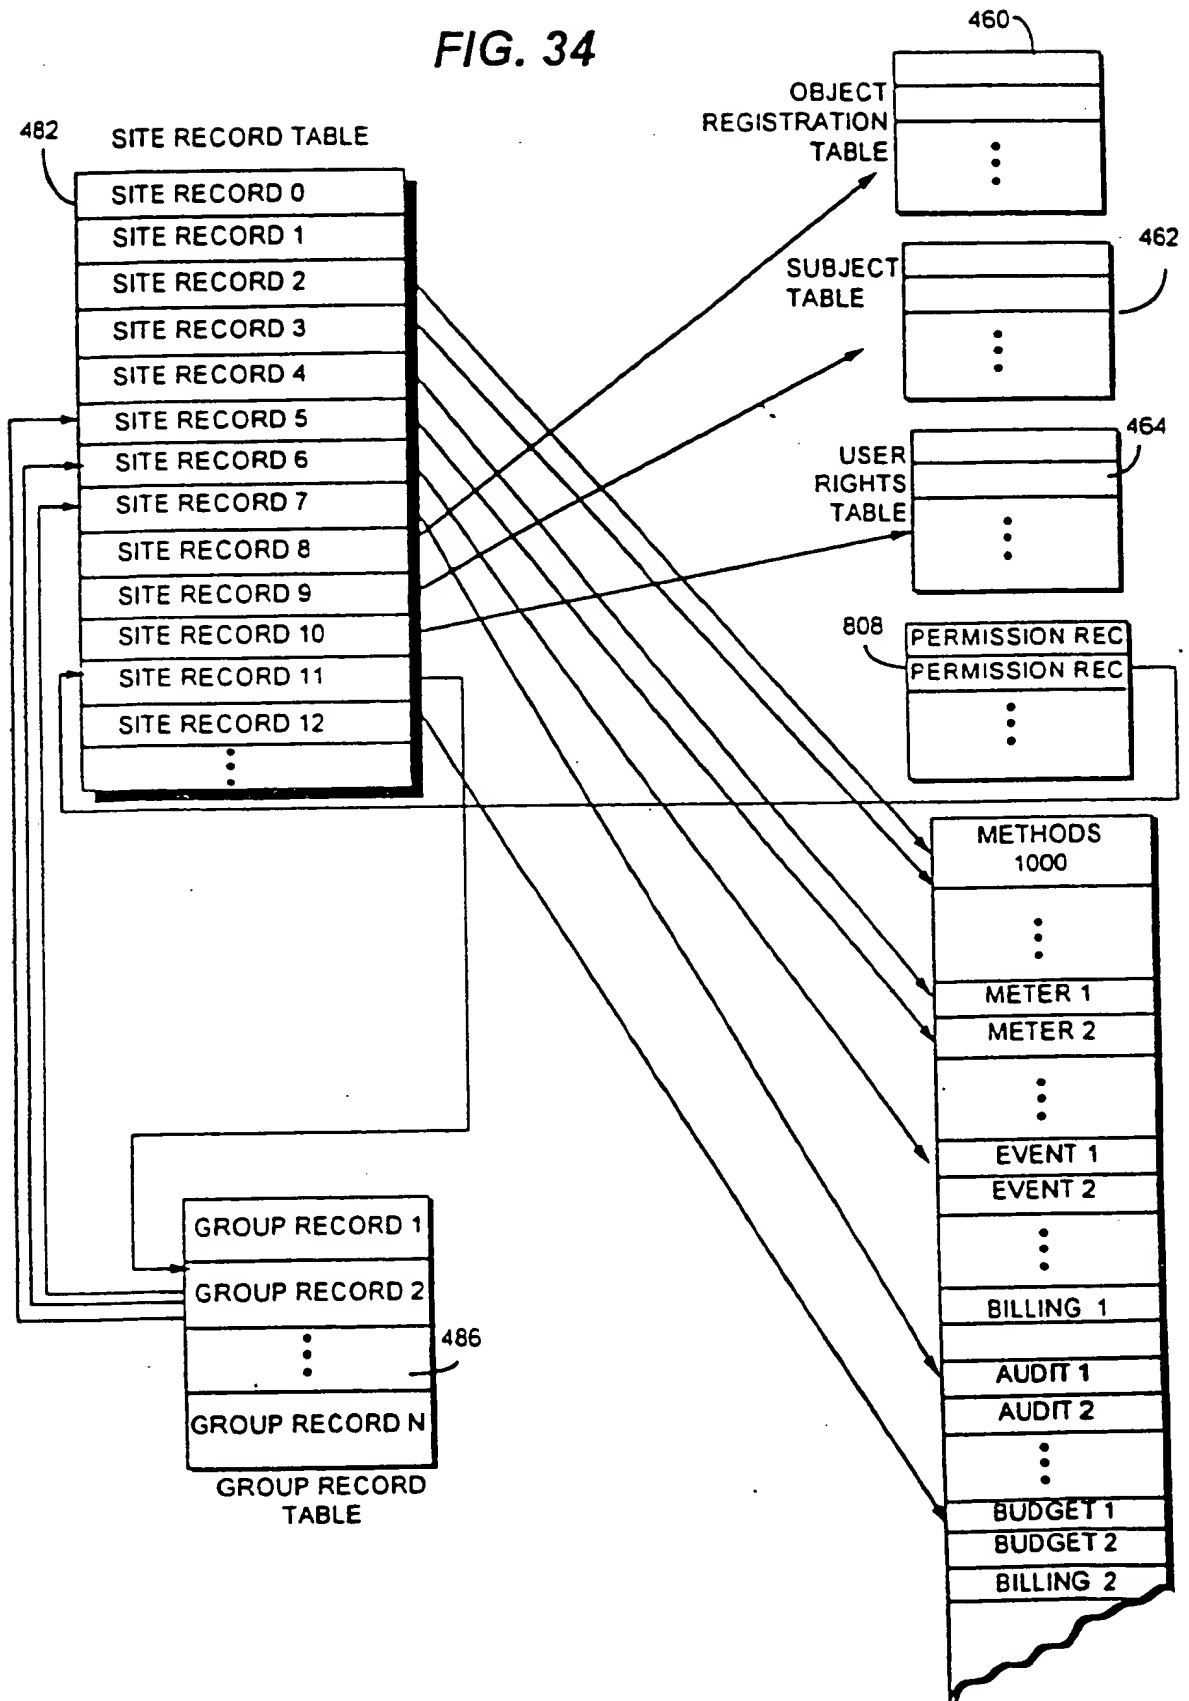 FIG. 34
482
SITE RECORD TABLE
SITE RECORD 0
SITE RECORD 1
SITE RECORD 2
SITE RECORD 3
SITE RECORD 4
SITE RECORD 5
SITE RECORD 6
SITE RECORD 7
SITE RECORD 8
SITE RECORD 9
SITE RECORD 10
SITE RECORD 11
SITE RECORD 12
460
OBJECT
REGISTRATION
TABLE
462
SUBJECT
TABLE
464
USER
RIGHTS
TABLE
808
PERMISSION REC
PERMISSION REC
METHODS
1000
METER 1
METER 2
EVENT 1
EVENT 2
BILLING 1
AUDIT 1
AUDIT 2
BUDGET 1
BUDGET 2
BILLING 2
GROUP RECORD 1
GROUP RECORD 2
486
GROUP RECORD N
GROUP RECORD
TABLE